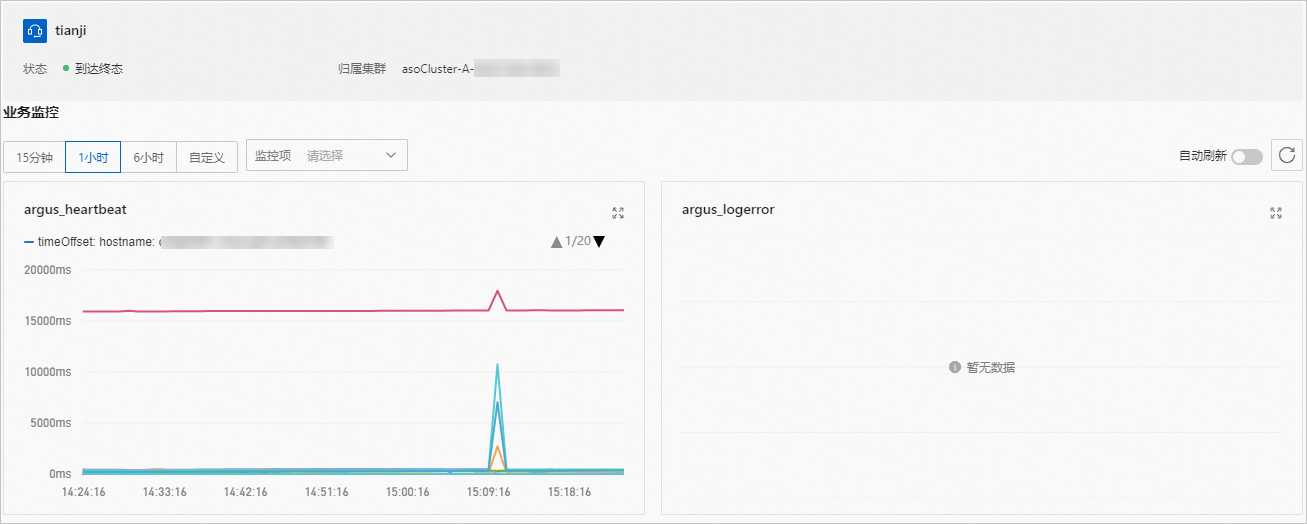 tianji
状态 到达终态 归属集群 asoCluster-A-
业务监控
15分钟 1小时 6小时 自定义 监控项 请选择 自动刷新
argus_heartbeat argus_logerror
timeOffset: hostname: 1/20
20000ms
15000ms
10000ms
暂无数据
5000ms
0ms
14:24:16 14:33:16 14:42:16 14:51:16 15:00:16 15:09:16 15:18:16